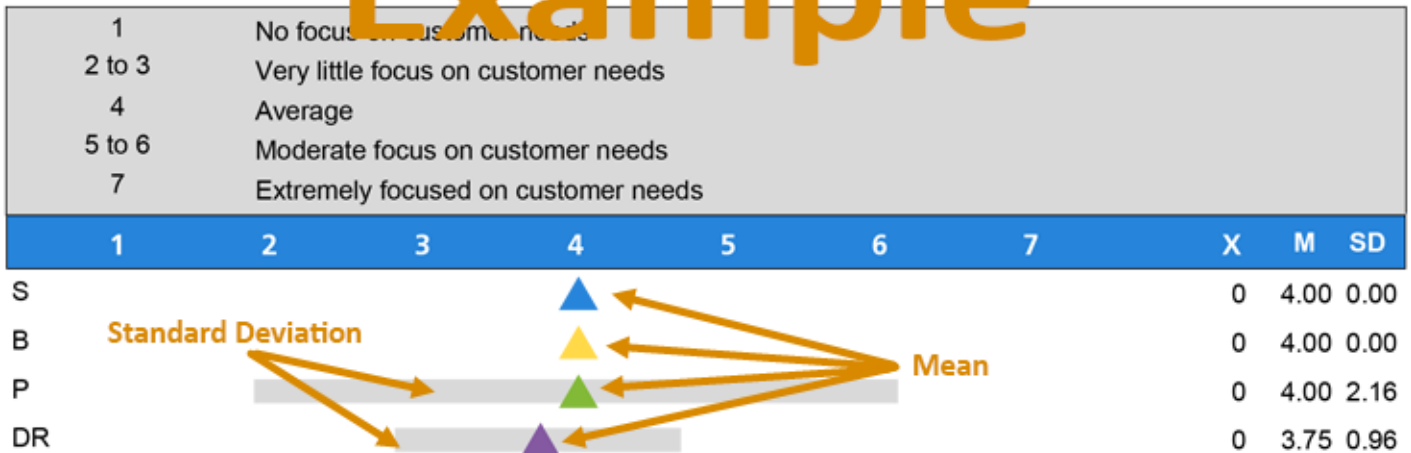 Example
1 No focus on customer needs
2 to 3 Very little focus on customer needs
4 Average
5 to 6 Moderate focus on customer needs
7 Extremely focused on customer needs
1 2 3 4 5 6 7 X M SD
S 0 4.00 0.00
Standard Deviation
B 0 4.00 0.00
Mean
P 0 4.00 2.16
DR 0 3.75 0.96